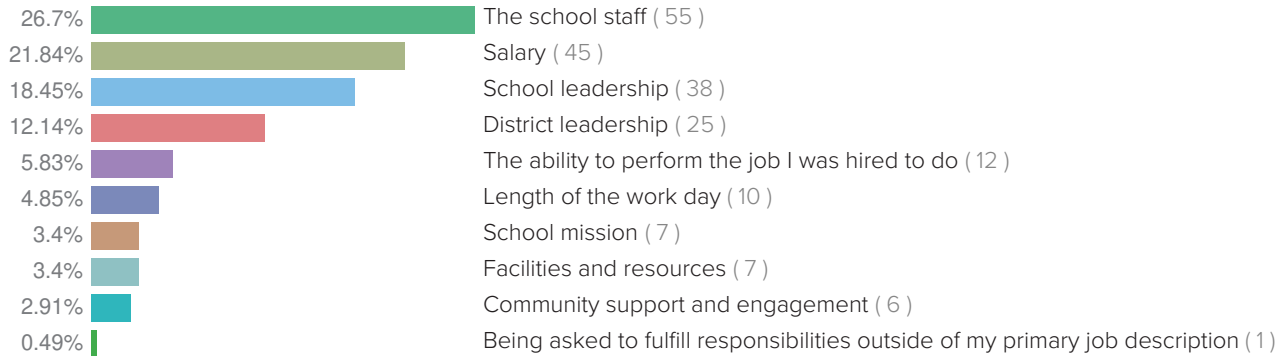 26.7% The school staff ( 55 )
21.84% Salary ( 45 )
18.45% School leadership ( 38 )
12.14% District leadership ( 25 )
5.83% The ability to perform the job I was hired to do ( 12 )
4.85% Length of the work day ( 10 )
3.4% School mission ( 7 )
3.4% Facilities and resources ( 7 )
2.91% Community support and engagement ( 6 )
0.49% Being asked to fulfill responsibilities outside of my primary job description ( 1 )